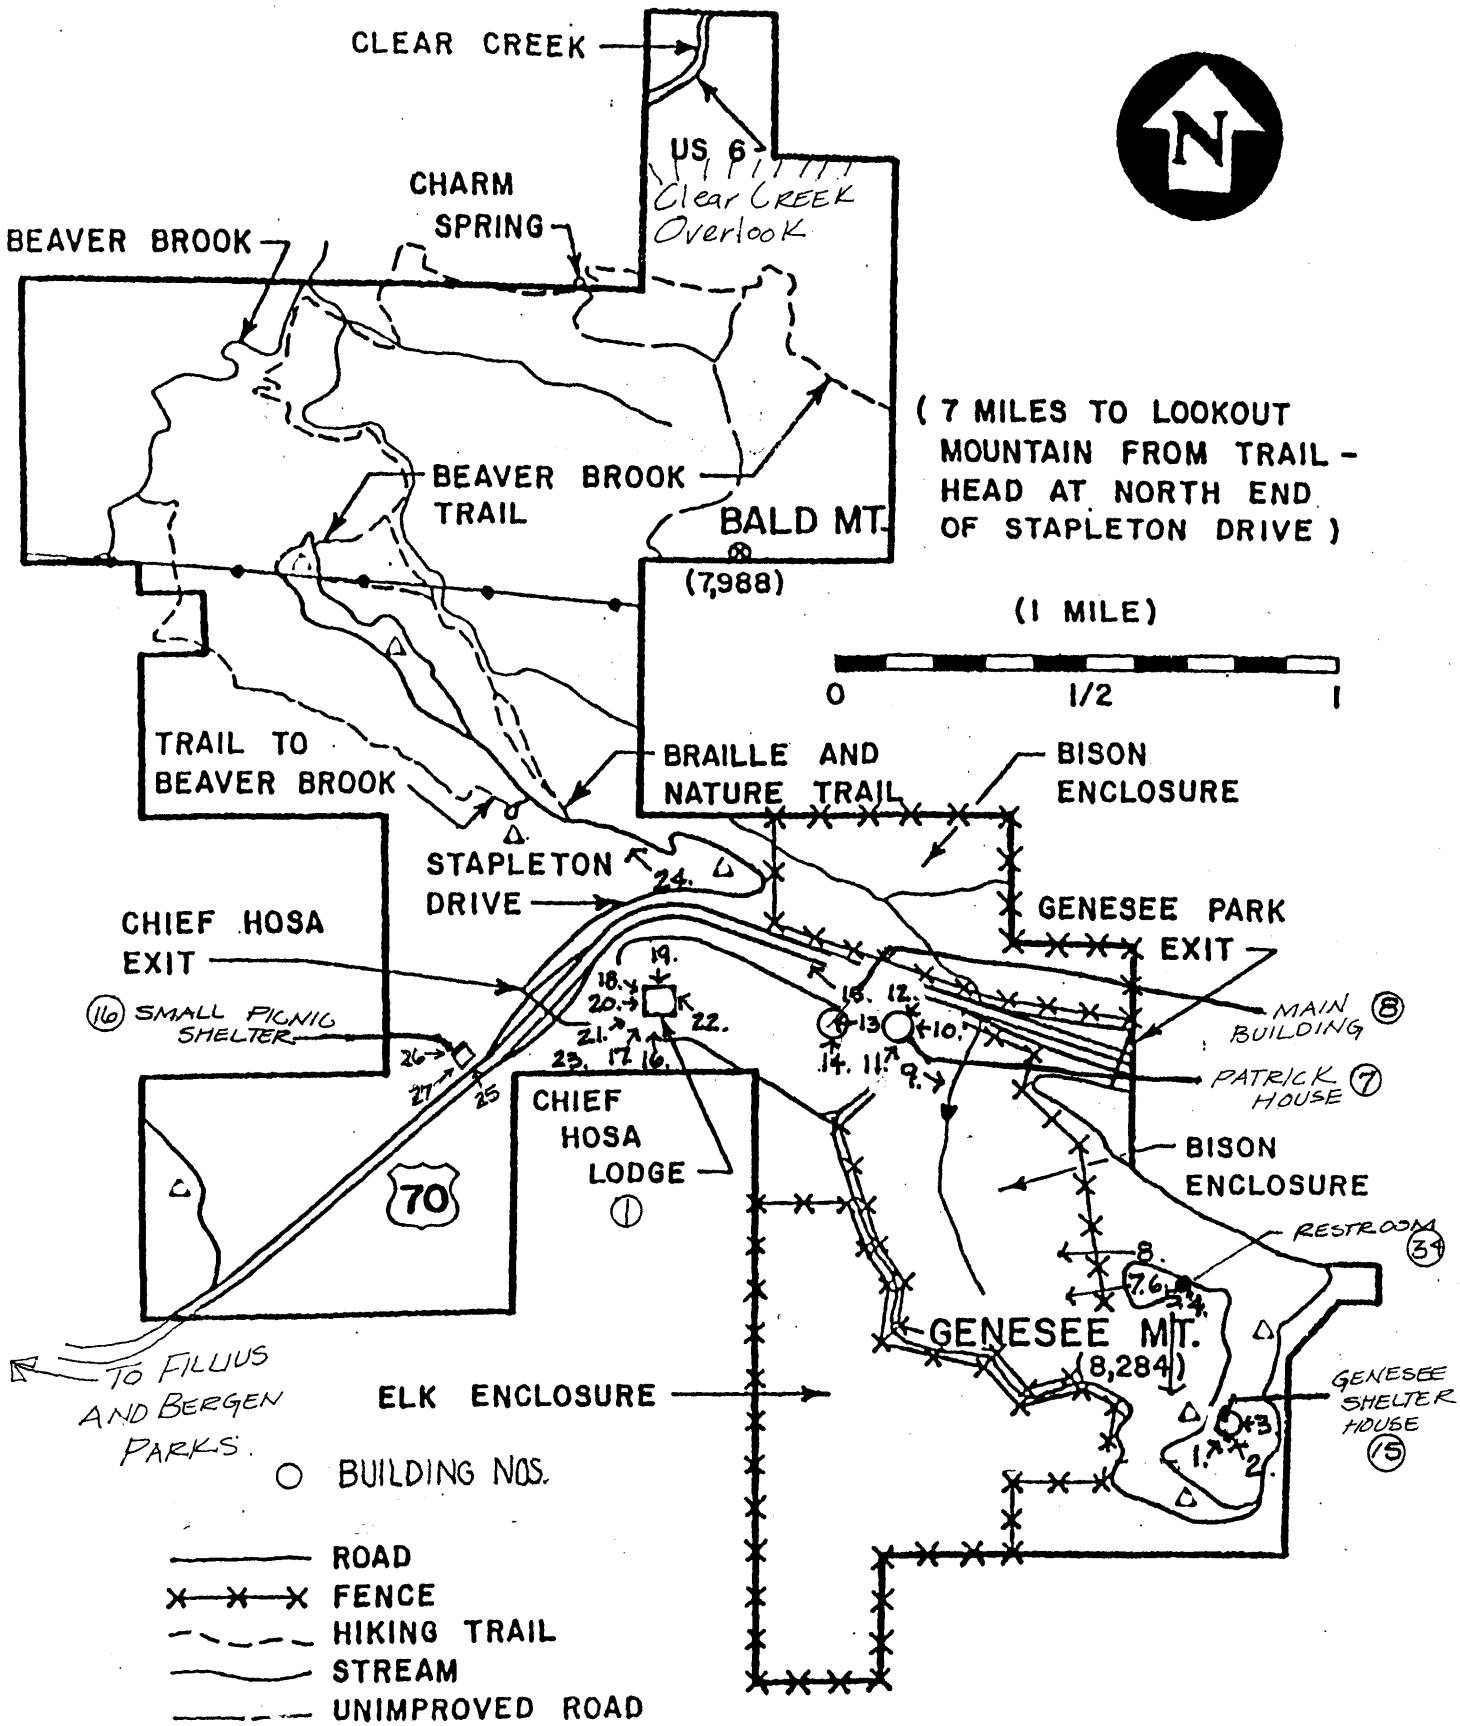 CLEAR CREEK
N
US 6
Clear CREEK
Overlook
CHARM
SPRING
BEAVER BROOK
( 7 MILES TO LOOKOUT
MOUNTAIN FROM TRAIL -
HEAD AT NORTH END
OF STAPLETON DRIVE )
BEAVER BROOK
TRAIL
BALD MT.
(7,988)
(1 MILE)
0 1/2 1
TRAIL TO
BEAVER BROOK
BRAILLE AND
NATURE TRAIL
BISON
ENCLOSURE
STAPLETON
DRIVE
24.
CHIEF HOSA
EXIT
GENESEE PARK
EXIT
16 SMALL PICNIC
SHELTER
19.
18.
20.
21.
22.
23. 17. 16.
15. 12.
13
10.
14. 11. 9.
MAIN
BUILDING 8
PATRICK
HOUSE 7
26
27
25
CHIEF
HOSA
LODGE
1
70
BISON
ENCLOSURE
RESTROOM
34
8.
7. 6.
5. 4.
GENESEE MT.
(8,284)
GENESEE
SHELTER
HOUSE
15
3
1. 2.
TO FILLIUS
AND BERGEN
PARKS.
ELK ENCLOSURE
BUILDING NOS.
ROAD
FENCE
HIKING TRAIL
STREAM
UNIMPROVED ROAD